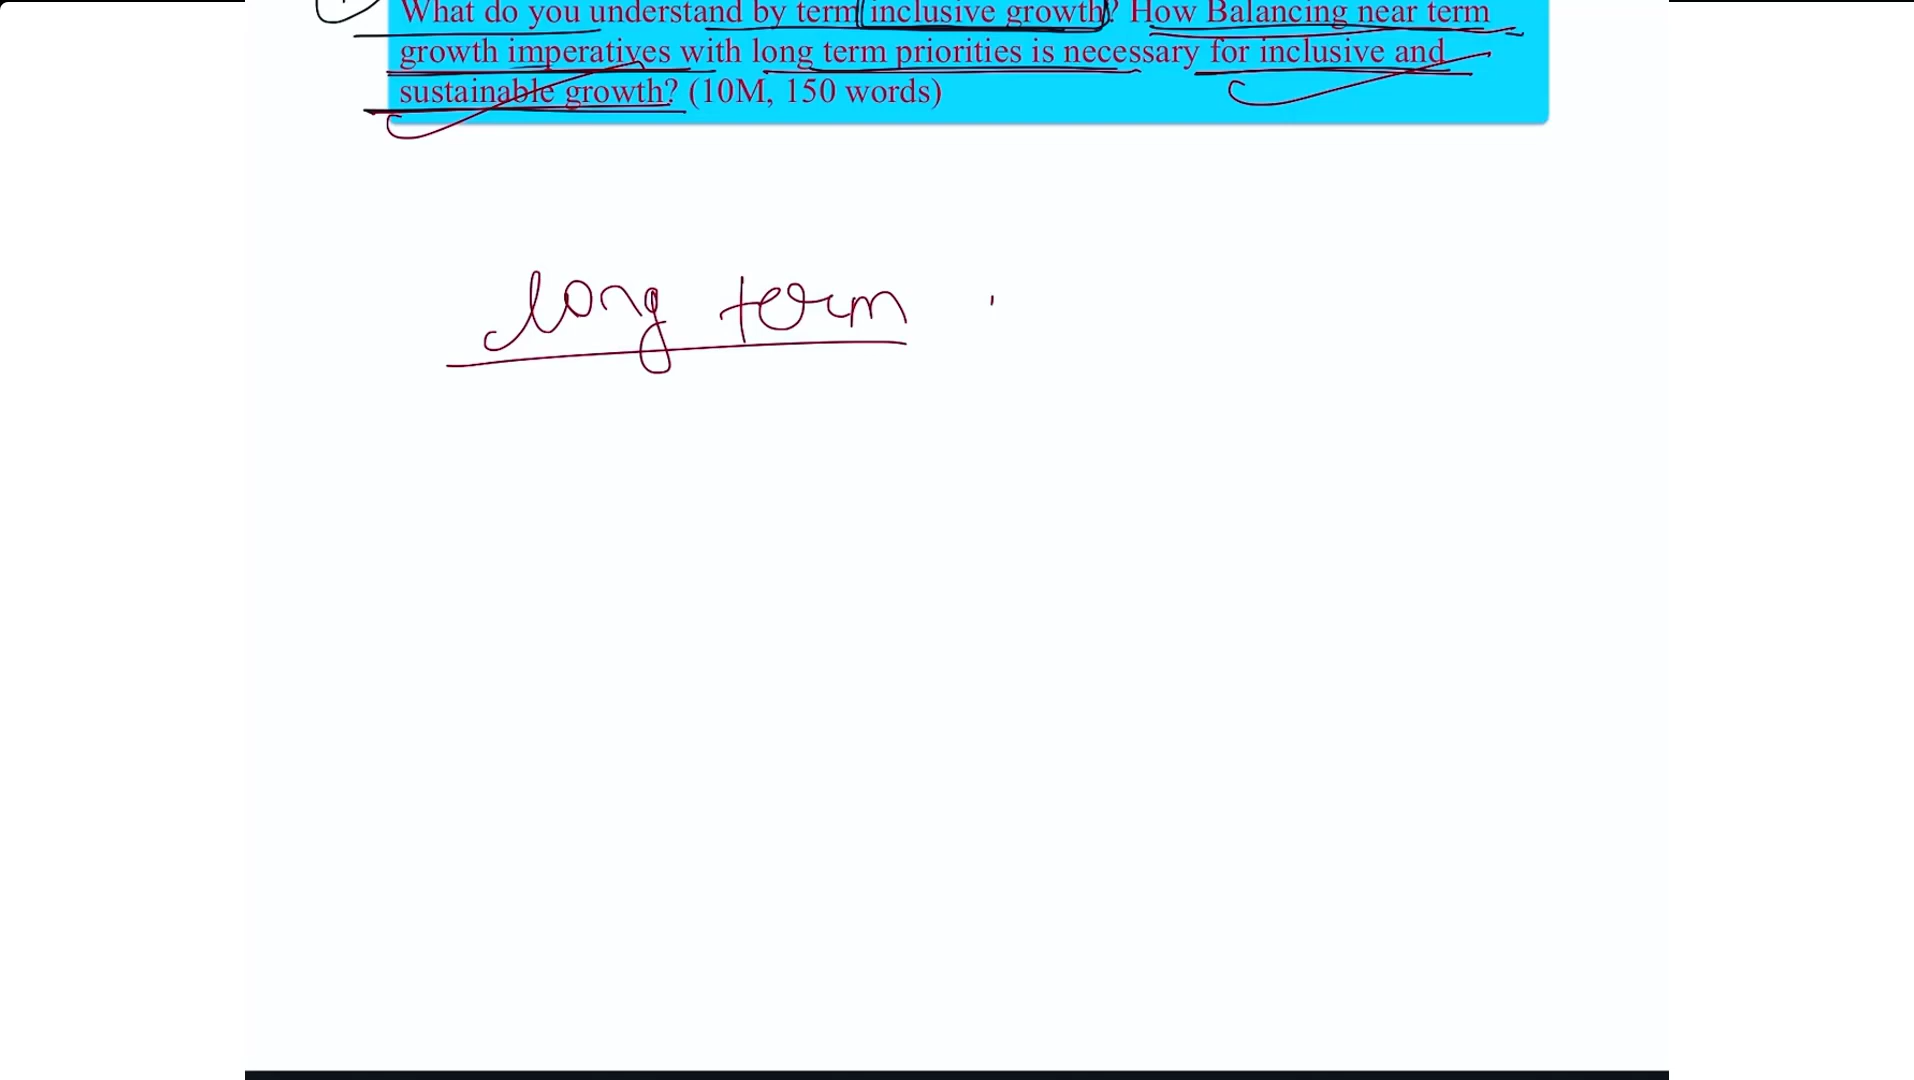 What do you understand by term inclusive growth? How Balancing near term
growth imperatives with long term priorities is necessary for inclusive and
sustainable growth? (10M, 150 words)
long term